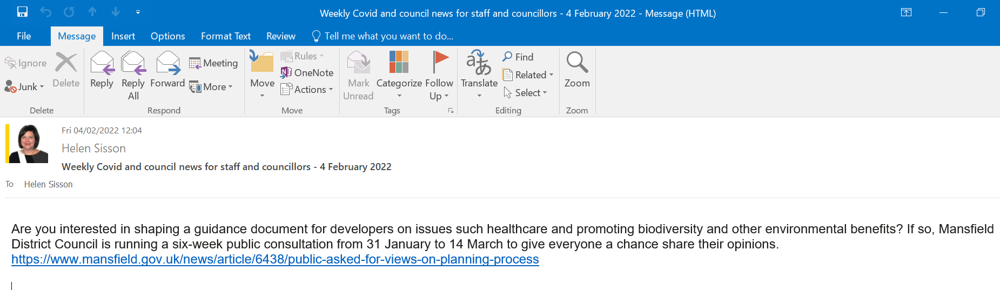 Weekly Covid and council news for staff and councillors - 4 February 2022 - Message (HTML)
File Message Insert Options Format Text Review Tell me what you want to do...
Ignore
Junk
Delete
Delete
Reply
Reply All
Forward
Meeting
More
Respond
Move
Rules
OneNote
Actions
Move
Mark Unread
Categorize
Follow Up
Tags
Translate
Find
Related
Select
Editing
Zoom
Zoom
Fri 04/02/2022 12:04
Helen Sisson
Weekly Covid and council news for staff and councillors - 4 February 2022
To Helen Sisson
Are you interested in shaping a guidance document for developers on issues such healthcare and promoting biodiversity and other environmental benefits? If so, Mansfield
District Council is running a six-week public consultation from 31 January to 14 March to give everyone a chance share their opinions.
https://www.mansfield.gov.uk/news/article/6438/public-asked-for-views-on-planning-process